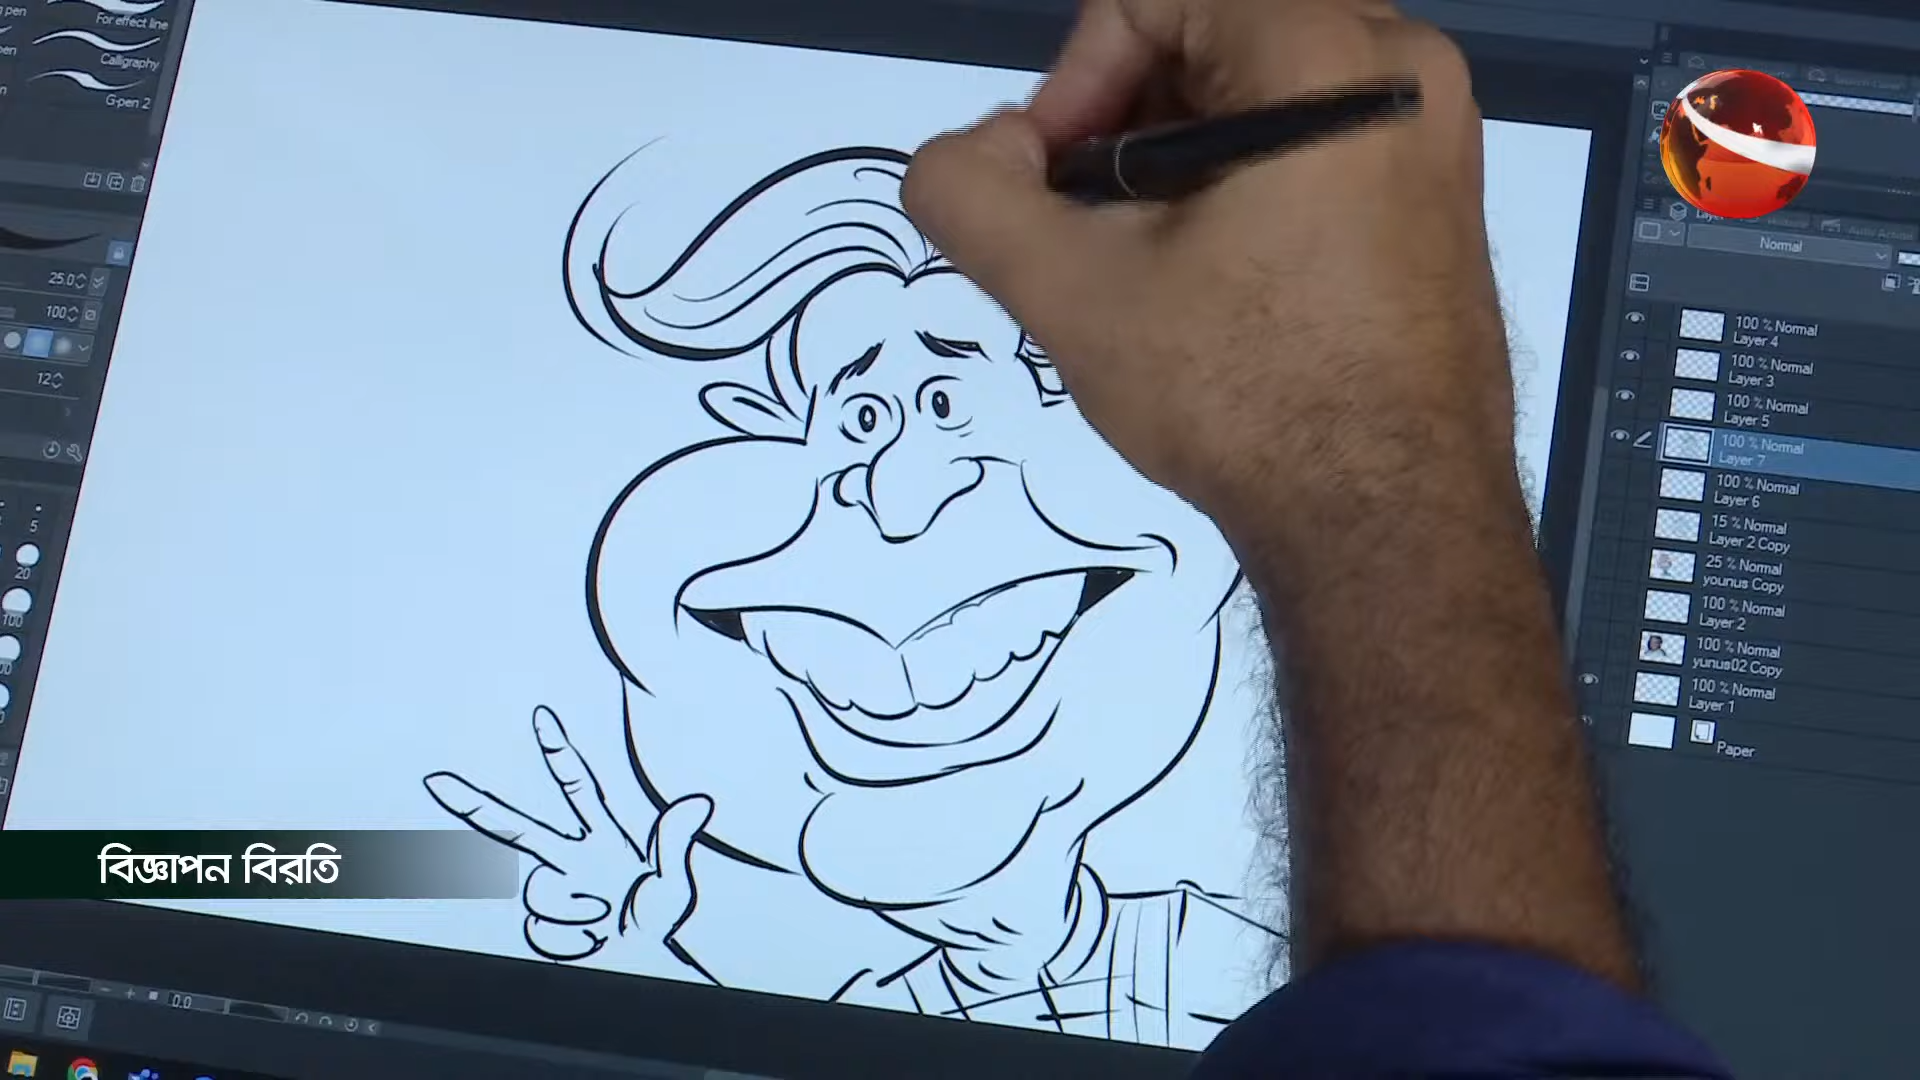 pen
For effect line
pen
Calligraphy
G-pen 2
25.0
100
12
5
20
100
Normal
100 % Normal
Layer 4
100 % Normal
Layer 3
100 % Normal
Layer 5
100 % Normal
Layer 7
100 % Normal
Layer 6
15 % Normal
Layer 2 Copy
25 % Normal
younus Copy
100 % Normal
Layer 2
100 % Normal
yunus02 Copy
100 % Normal
Layer 1
Paper
বিজ্ঞাপন বিরতি
0.0